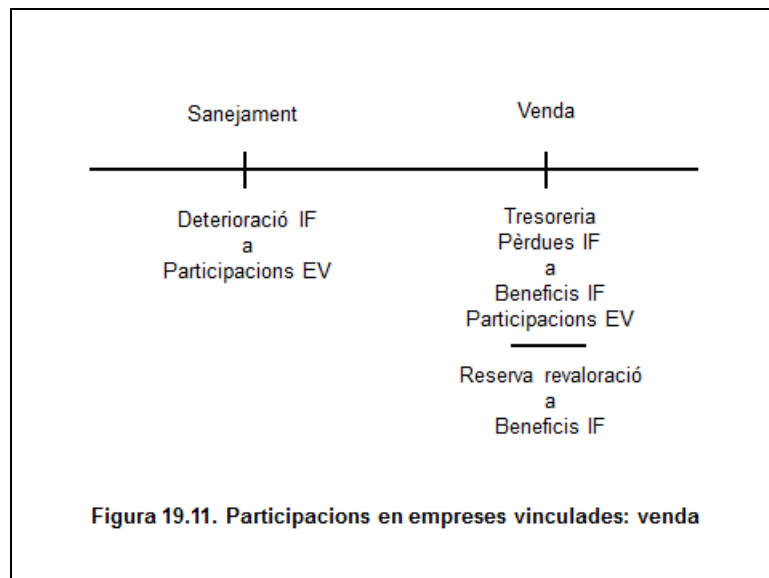 Sanejament
Venda
Deterioració IF
a
Participacions EV
Tresoreria
Pèrdues IF
a
Beneficis IF
Participacions EV
Reserva revaloració
a
Beneficis IF
Figura 19.11. Participacions en empreses vinculades: venda